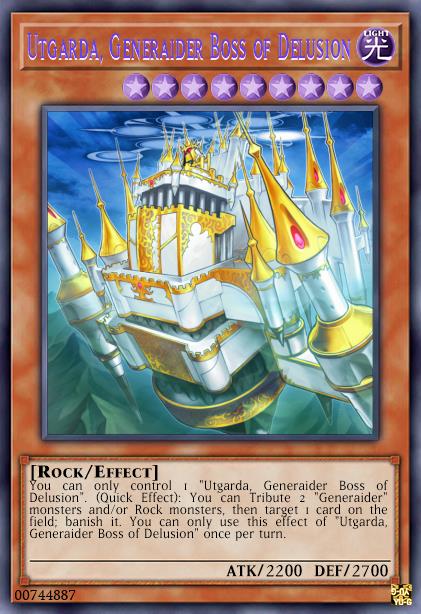 Utgarda, Generaider Boss of Delusion
LIGHT
光
[Rock/Effect]
You can only control 1 "Utgarda, Generaider Boss of
Delusion". (Quick Effect): You can Tribute 2 "Generaider"
monsters and/or Rock monsters, then target 1 card on the
field; banish it. You can only use this effect of "Utgarda,
Generaider Boss of Delusion" once per turn.
ATK/2200 DEF/2700
00744887